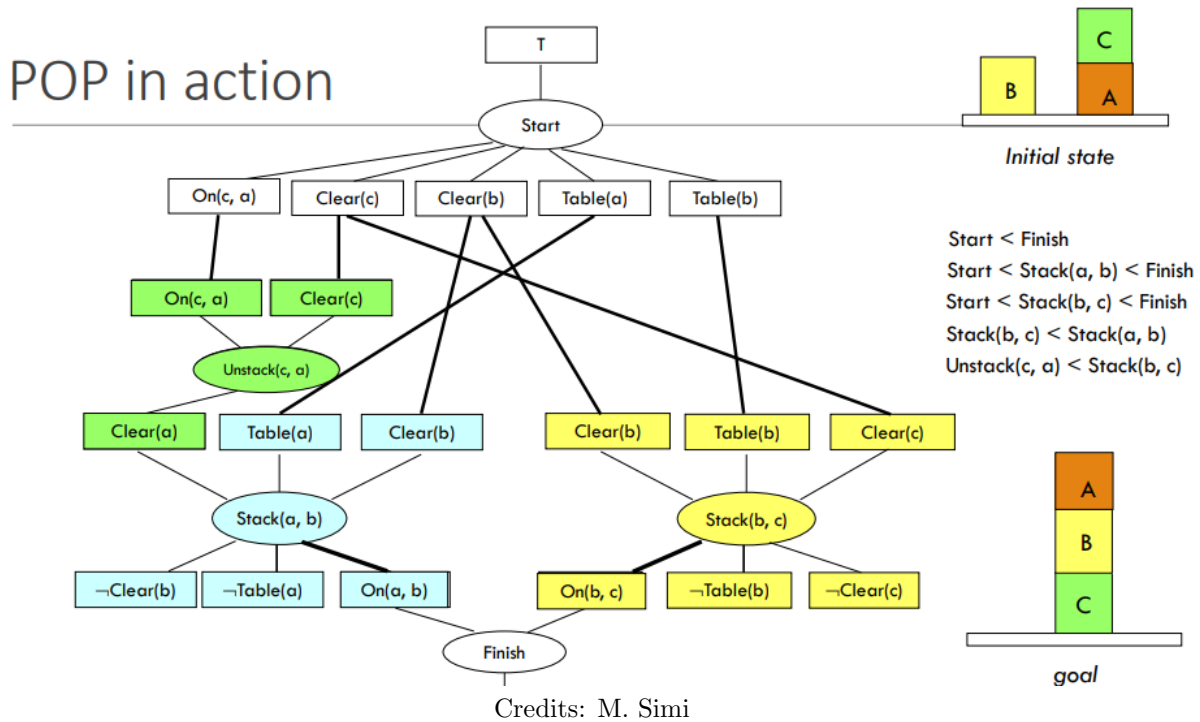 T
POP in action
Start
C
B
A
Initial state
On(c, a)
Clear(c)
Clear(b)
Table(a)
Table(b)
Start < Finish
Start < Stack(a, b) < Finish
Start < Stack(b, c) < Finish
Stack(b, c) < Stack(a, b)
Unstack(c, a) < Stack(b, c)
On(c, a)
Clear(c)
Unstack(c, a)
Clear(a)
Table(a)
Clear(b)
Clear(b)
Table(b)
Clear(c)
Stack(a, b)
Stack(b, c)
¬Clear(b)
¬Table(a)
On(a, b)
On(b, c)
¬Table(b)
¬Clear(c)
Finish
A
B
C
goal
Credits: M. Simi